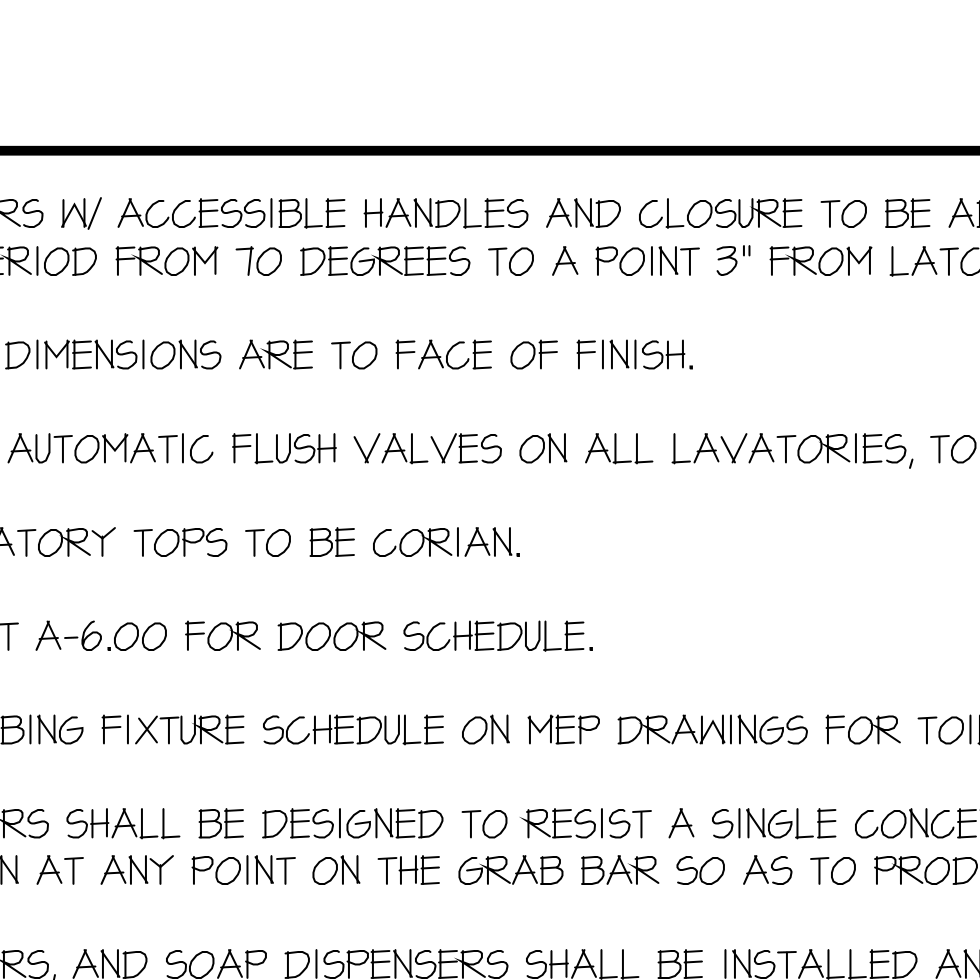 RS W/ ACCESSIBLE HANDLES AND CLOSURE TO BE
ERIOD FROM 70 DEGREES TO A POINT 3" FROM LATC
DIMENSIONS ARE TO FACE OF FINISH.
AUTOMATIC FLUSH VALVES ON ALL LAVATORIES, TO
ATORY TOPS TO BE CORIAN.
T A-6.00 FOR DOOR SCHEDULE.
BING FIXTURE SCHEDULE ON MEP DRAWINGS FOR TOI
RS SHALL BE DESIGNED TO RESIST A SINGLE CONCE
N AT ANY POINT ON THE GRAB BAR SO AS TO PROD
RS, AND SOAP DISPENSERS SHALL BE INSTALLED AN